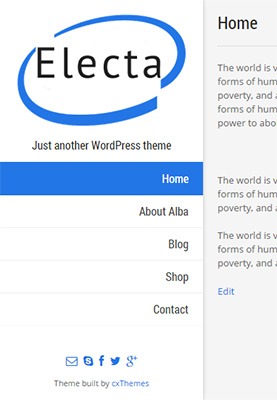 Electa
Just another WordPress theme
Home
About Alba
Blog
Shop
Contact
Theme built by cxThemes
Home
The world is v
forms of hum
poverty, and a
forms of hum
power to abo
The world is v
forms of hum
poverty, and a
The world is v
forms of hum
poverty, and a
Edit